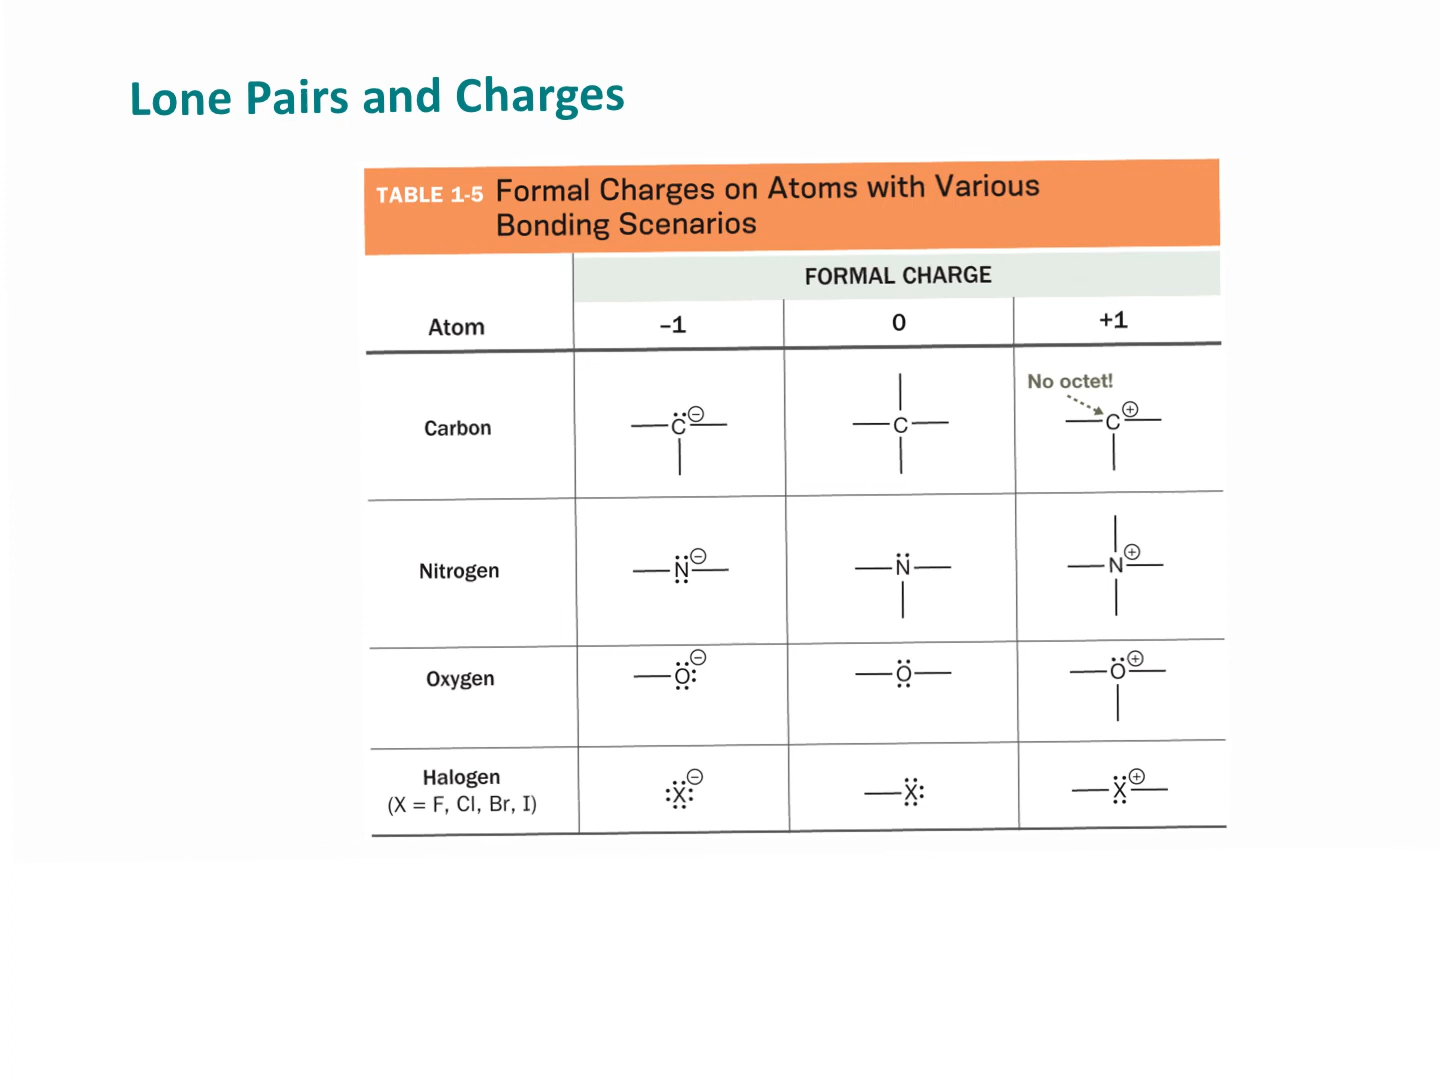 Lone Pairs and Charges
TABLE 1-5 Formal Charges on Atoms with Various
Bonding Scenarios
FORMAL CHARGE
Atom –1 0 +1
No octet!
Carbon C ⊖ C C ⊕
Nitrogen N ⊖ N N ⊕
Oxygen O ⊖ O O ⊕
Halogen
(X = F, Cl, Br, I) X ⊖ X X ⊕